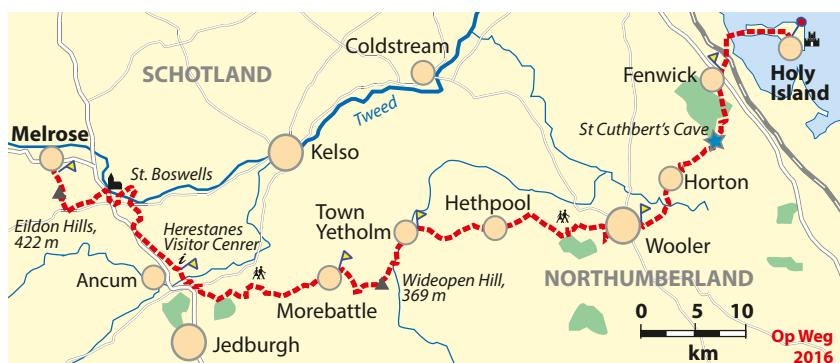 Coldstream
SCHOTLAND
Fenwick
Holy
Island
Tweed
Melrose
St Cuthbert's Cave
Kelso
St. Boswells
Horton
Hethpool
Town
Yetholm
Eildon Hills,
422 m
Herestanes
Visitor Cenrer
i
Wooler
Ancum
Wideopen Hill,
369 m
NORTHUMBERLAND
Morebattle
0 5 10
km
Jedburgh
Op Weg
2016